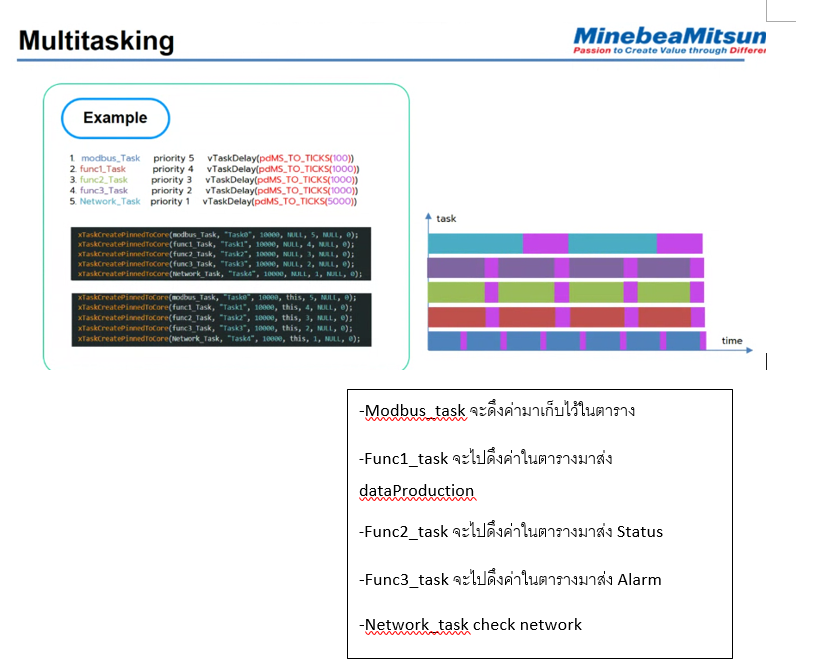 Multitasking
MinebeaMitsun
Passion to Create Value through Differe
Example
1. modbus_Task priority 5 vTaskDelay(pdMS_TO_TICKS(100))
2. func1_Task priority 4 vTaskDelay(pdMS_TO_TICKS(1000))
3. func2_Task priority 3 vTaskDelay(pdMS_TO_TICKS(1000))
4. func3_Task priority 2 vTaskDelay(pdMS_TO_TICKS(1000))
5. Network_Task priority 1 vTaskDelay(pdMS_TO_TICKS(5000))
xTaskCreatePinnedToCore(modbus_Task, "Task0", 10000, NULL, 5, NULL, 0);
xTaskCreatePinnedToCore(func1_Task, "Task1", 10000, NULL, 4, NULL, 0);
xTaskCreatePinnedToCore(func2_Task, "Task2", 10000, NULL, 3, NULL, 0);
xTaskCreatePinnedToCore(func3_Task, "Task3", 10000, NULL, 2, NULL, 0);
xTaskCreatePinnedToCore(Network_Task, "Task4", 10000, NULL, 1, NULL, 0);
xTaskCreatePinnedToCore(modbus_Task, "Task0", 10000, this, 5, NULL, 0);
xTaskCreatePinnedToCore(func1_Task, "Task1", 10000, this, 4, NULL, 0);
xTaskCreatePinnedToCore(func2_Task, "Task2", 10000, this, 3, NULL, 0);
xTaskCreatePinnedToCore(func3_Task, "Task3", 10000, this, 2, NULL, 0);
xTaskCreatePinnedToCore(Network_Task, "Task4", 10000, this, 1, NULL, 0);
task
time
-Modbus_task จะดึงค่ามาเก็บไว้ในตาราง
-Func1_task จะไปดึงค่าในตารางมาส่ง
dataProduction
-Func2_task จะไปดึงค่าในตารางมาส่ง Status
-Func3_task จะไปดึงค่าในตารางมาส่ง Alarm
-Network_task check network